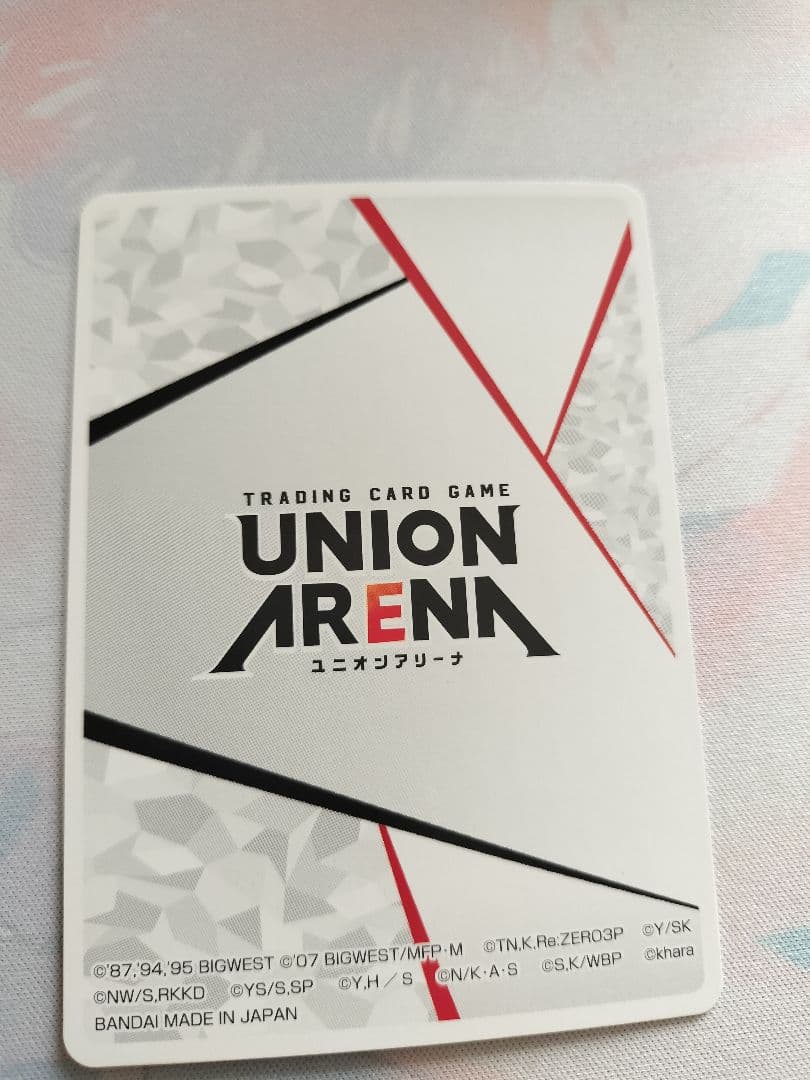 TRADING CARD GAME
UNION
ARENA
ユニオンアリーナ
©'87,'94,'95 BIGWEST ©'07 BIGWEST/MFP・M ©TN,K,Re:ZERO3P ©Y/SK
©NW/S,RKKD ©YS/S,SP ©Y,H／S ©N/K・A・S ©S,K/WBP ©khara
BANDAI MADE IN JAPAN